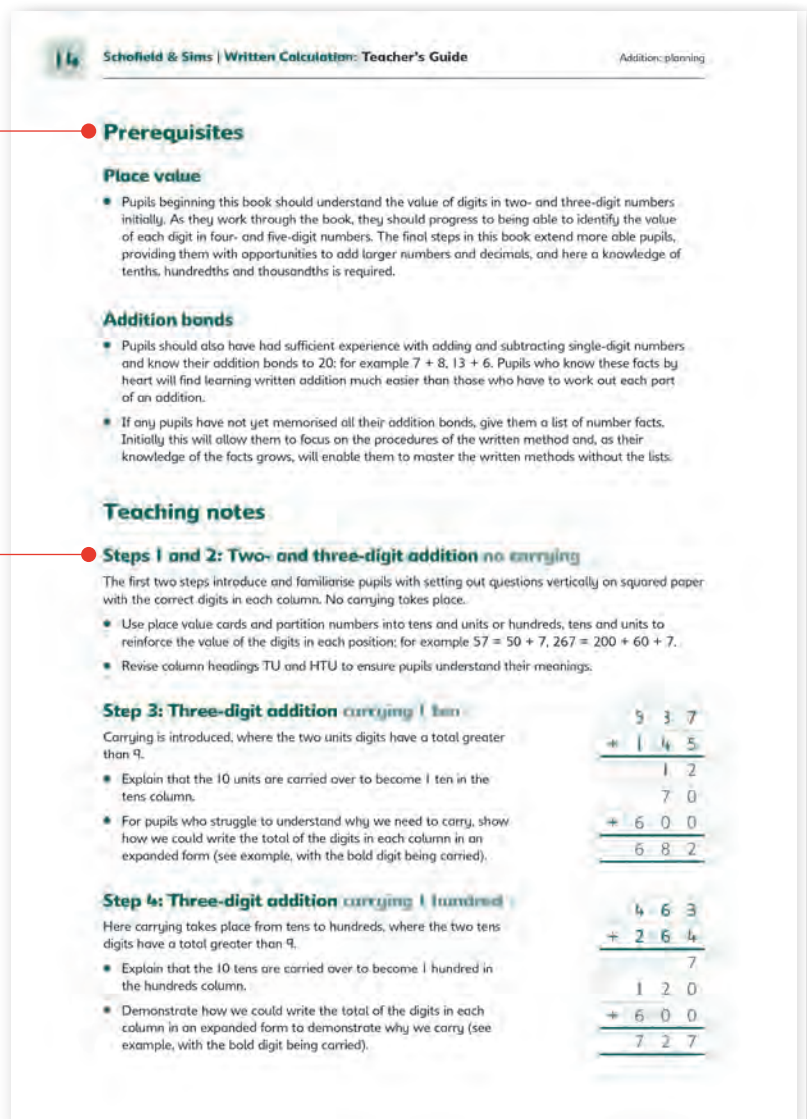 14 Schofield & Sims | Written Calculation: Teacher's Guide Addition: planning
Prerequisites
Place value
• Pupils beginning this book should understand the value of digits in two- and three-digit numbers
initially. As they work through the book, they should progress to being able to identify the value
of each digit in four- and five-digit numbers. The final steps in this book extend more able pupils,
providing them with opportunities to add larger numbers and decimals, and here a knowledge of
tenths, hundredths and thousandths is required.
Addition bonds
• Pupils should also have had sufficient experience with adding and subtracting single-digit numbers
and know their addition bonds to 20: for example 7 + 8, 13 + 6. Pupils who know these facts by
heart will find learning written addition much easier than those who have to work out each part
of an addition.
• If any pupils have not yet memorised all their addition bonds, give them a list of number facts.
Initially this will allow them to focus on the procedures of the written method and, as their
knowledge of the facts grows, will enable them to master the written methods without the lists.
Teaching notes
Steps 1 and 2: Two- and three-digit addition no carrying
The first two steps introduce and familiarise pupils with setting out questions vertically on squared paper
with the correct digits in each column. No carrying takes place.
• Use place value cards and partition numbers into tens and units or hundreds, tens and units to
reinforce the value of the digits in each position: for example 57 = 50 + 7, 267 = 200 + 60 + 7.
• Revise column headings TU and HTU to ensure pupils understand their meanings.
Step 3: Three-digit addition carrying 1 ten
Carrying is introduced, where the two units digits have a total greater
than 9.
• Explain that the 10 units are carried over to become 1 ten in the
tens column.
• For pupils who struggle to understand why we need to carry, show
how we could write the total of the digits in each column in an
expanded form (see example, with the bold digit being carried).
5 3 7
+ 1 4 5
1 2
7 0
+ 6 0 0
6 8 2
Step 4: Three-digit addition carrying 1 hundred
Here carrying takes place from tens to hundreds, where the two tens
digits have a total greater than 9.
• Explain that the 10 tens are carried over to become 1 hundred in
the hundreds column.
• Demonstrate how we could write the total of the digits in each
column in an expanded form to demonstrate why we carry (see
example, with the bold digit being carried).
4 6 3
+ 2 6 4
7
1 2 0
+ 6 0 0
7 2 7